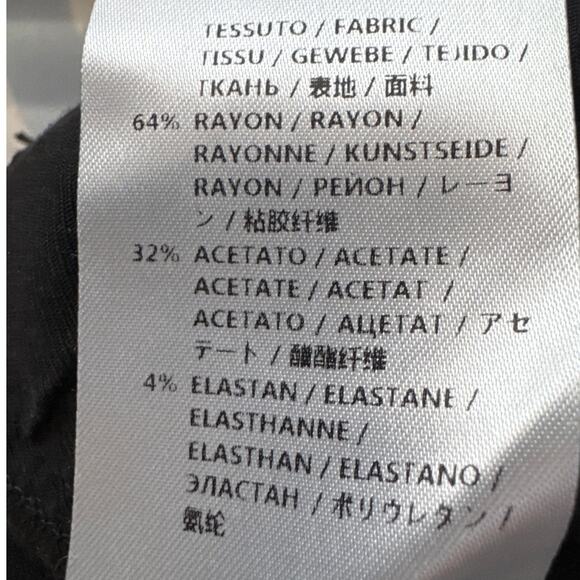 TESSUTO / FABRIC /
TISSU / GEWEBE / TEJIDO /
ТКАНЬ / 表地 / 面料
64% RAYON / RAYON /
RAYONNE / KUNSTSEIDE /
RAYON / РЕЙОН / レーヨ
ン / 粘胶纤维
32% ACETATO / ACETATE /
ACETATE / ACETAT /
ACETATO / АЦЕТАТ / アセ
テート / 醋酯纤维
4% ELASTAN / ELASTANE /
ELASTHANNE /
ELASTHAN / ELASTANO /
ЭЛАСТАН / ポリウレタン /
氨纶